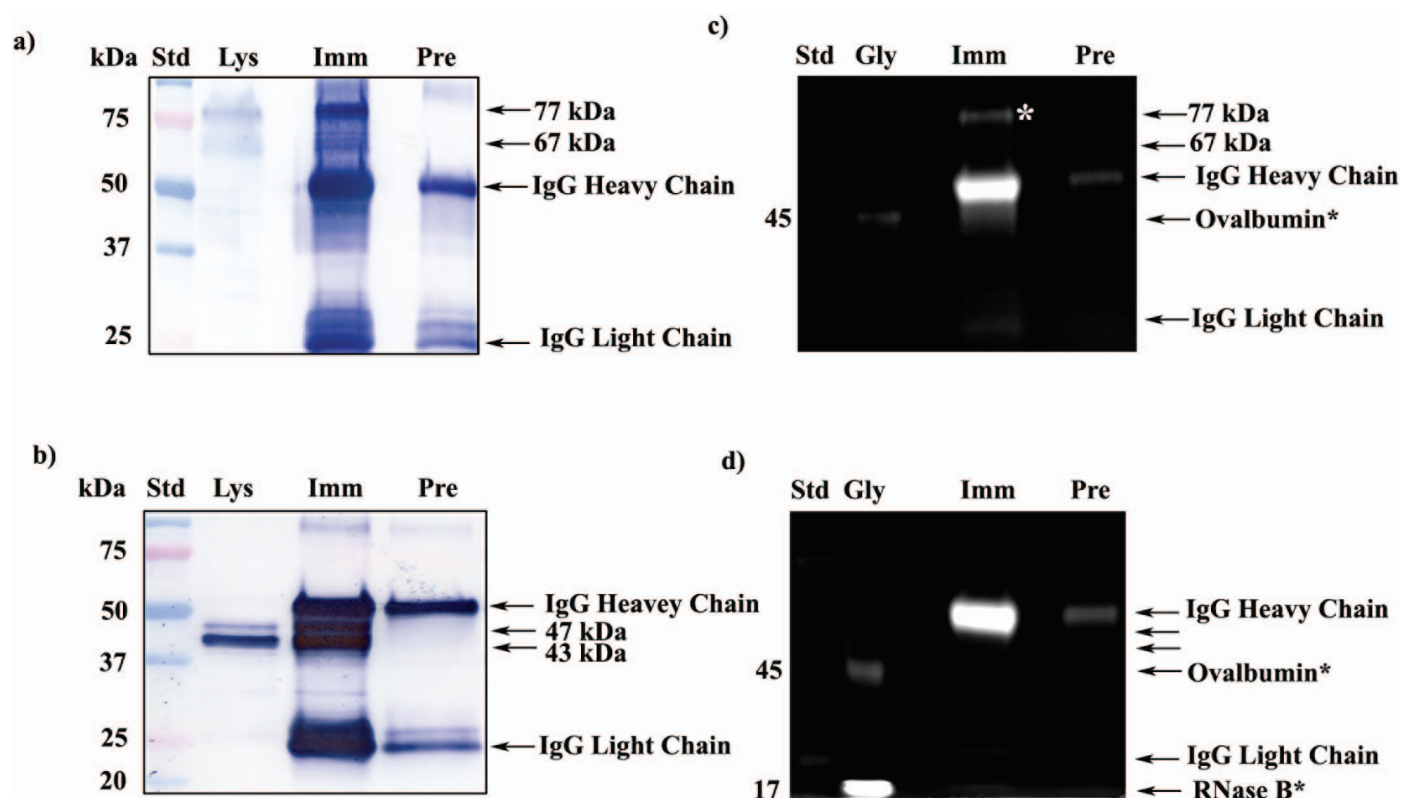 a)
kDa Std Lys Imm Pre
75
50
37
25
77 kDa
67 kDa
IgG Heavy Chain
IgG Light Chain
c)
Std Gly Imm Pre
45
*
77 kDa
67 kDa
IgG Heavy Chain
Ovalbumin*
IgG Light Chain
b)
kDa Std Lys Imm Pre
75
50
37
25
20
IgG Heavey Chain
47 kDa
43 kDa
IgG Light Chain
d)
Std Gly Imm Pre
45
17
IgG Heavy Chain
Ovalbumin*
IgG Light Chain
RNase B*